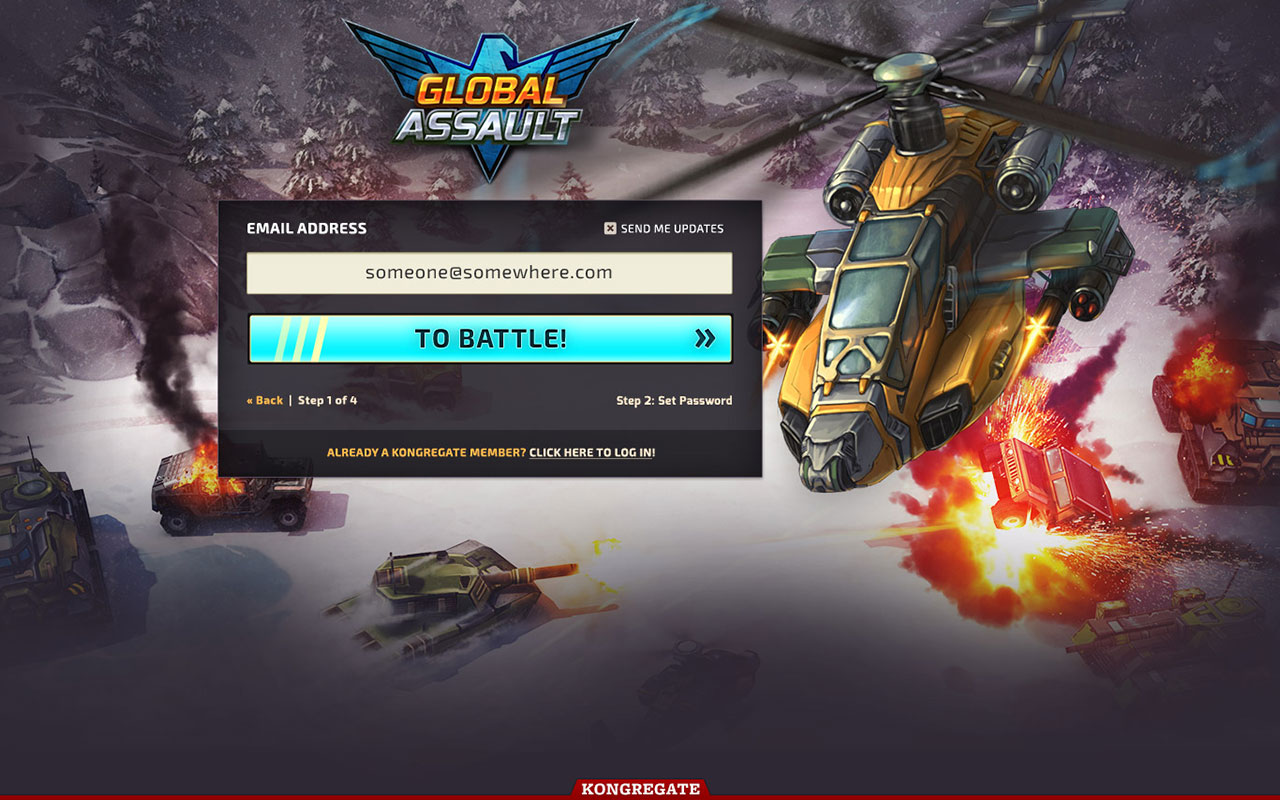 GLOBAL
ASSAULT
EMAIL ADDRESS
SEND ME UPDATES
someone@somewhere.com
TO BATTLE! »
« Back | Step 1 of 4
Step 2: Set Password
ALREADY A KONGREGATE MEMBER? CLICK HERE TO LOG IN!
KONGREGATE